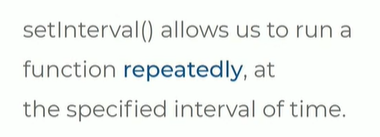 setInterval() allows us to run a
function repeatedly, at
the specified interval of time.